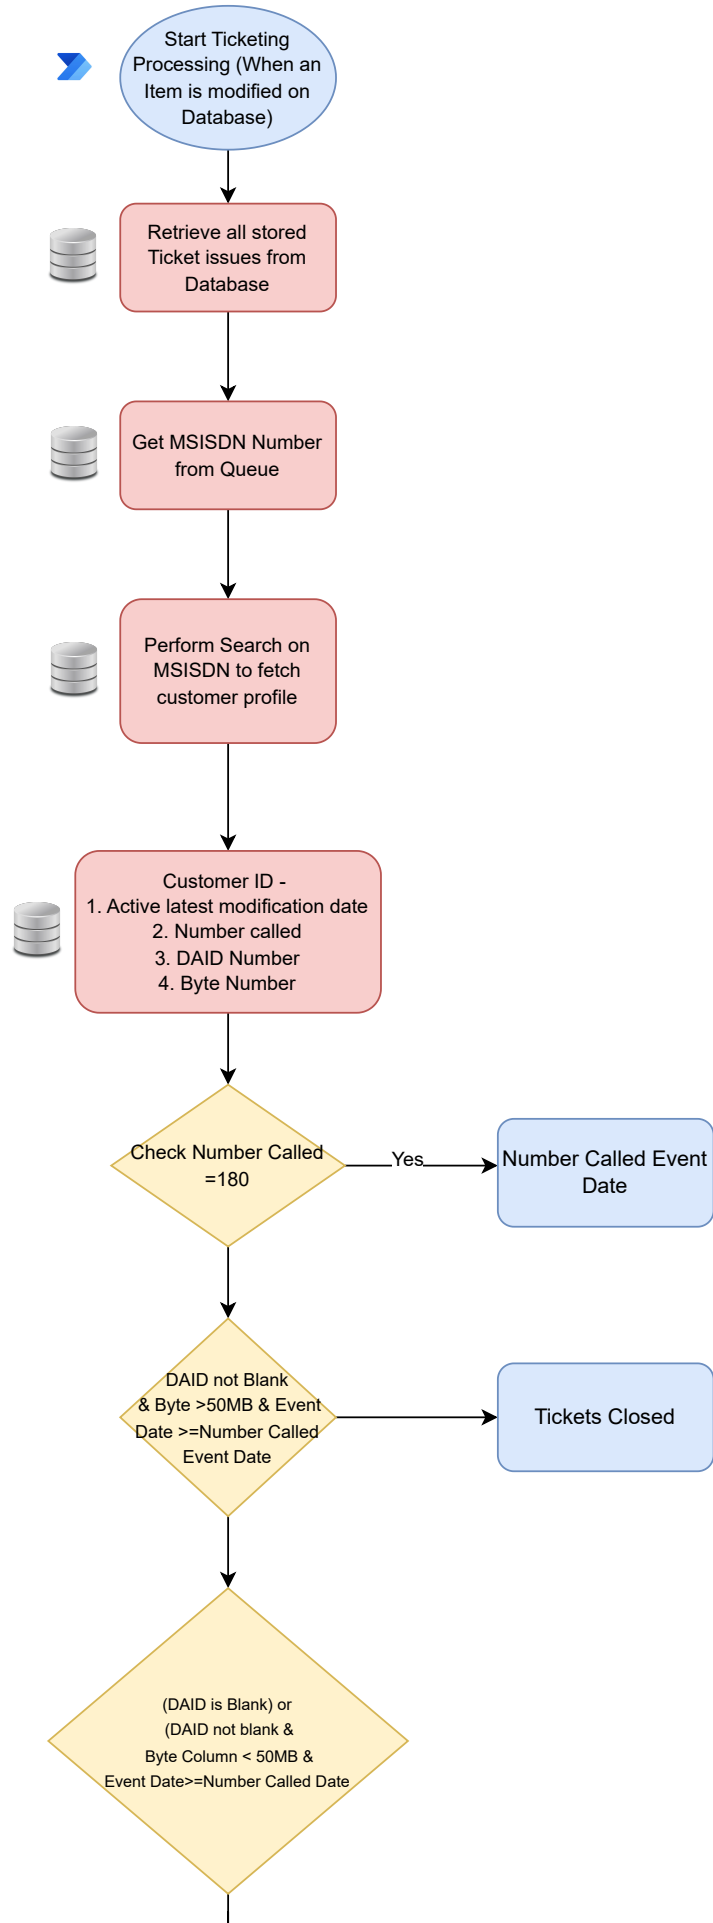 Start Ticketing
Processing (When an
Item is modified on
Database)
Retrieve all stored
Ticket issues from
Database
Get MSISDN Number
from Queue
Perform Search on
MSISDN to fetch
customer profile
Customer ID -
1. Active latest modification date
2. Number called
3. DAID Number
4. Byte Number
Check Number Called
=180
Yes
Number Called Event
Date
DAID not Blank
& Byte >50MB & Event
Date >=Number Called
Event Date
Tickets Closed
(DAID is Blank) or
(DAID not blank &
Byte Column < 50MB &
Event Date>=Number Called Date